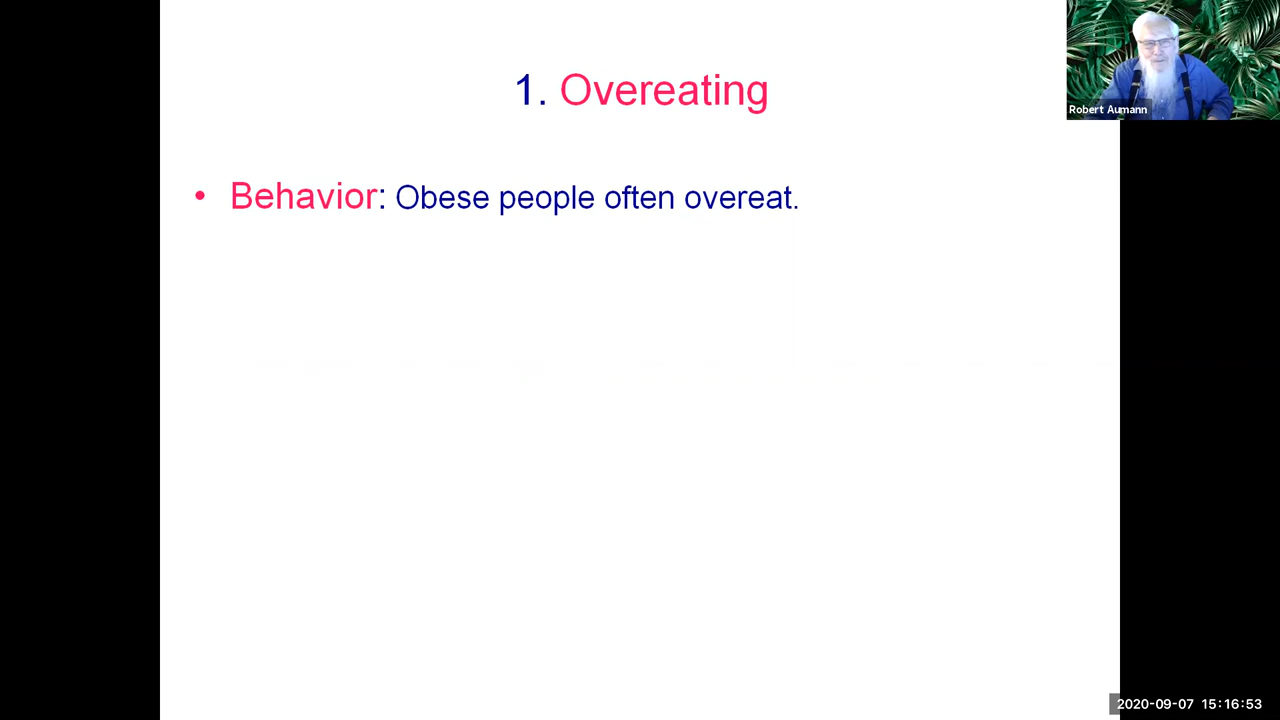 1. Overeating
Robert Aumann
• Behavior: Obese people often overeat.
2020-09-07 15:16:53